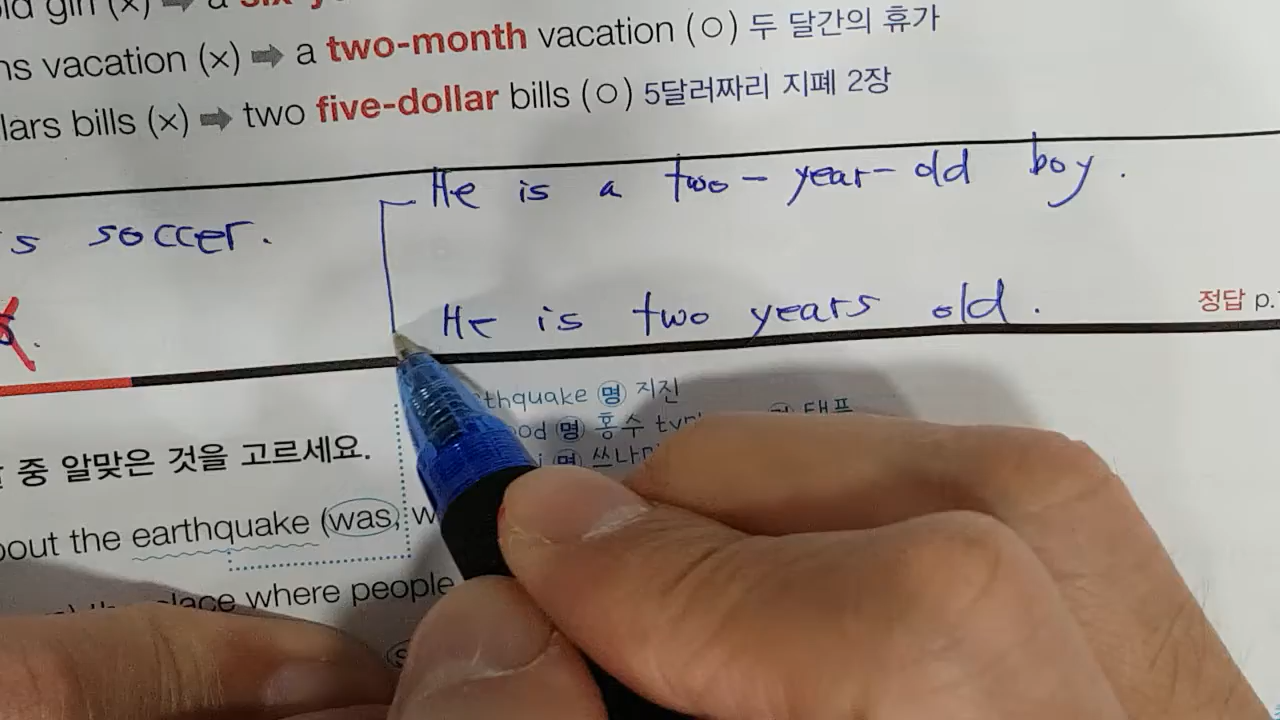 girl (x) ➡ a
vacation (x) ➡ a two-month vacation (○) 두 달간의 휴가
bills (x) ➡ two five-dollar bills (○) 5달러짜리 지폐 2장
He is a two-year-old boy.
soccer.
He is two years old.
정답 p.
명 지진
명 홍수
명
중 알맞은 것을 고르세요.
the earthquake (was,
place where people